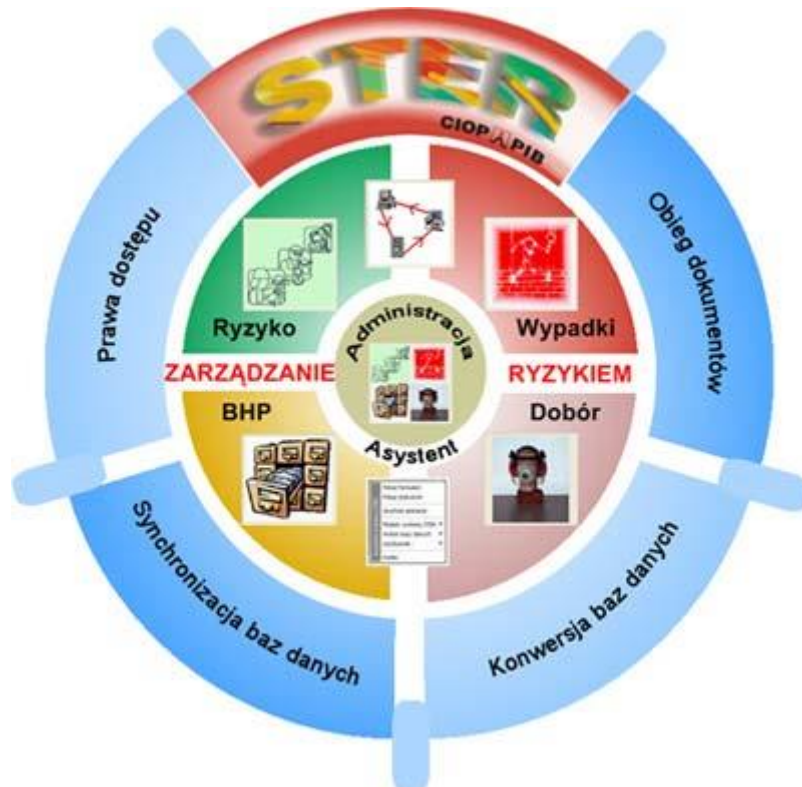 STER
CIOP PIB
Prawa dostępu
Obieg dokumentów
Ryzyko
Wypadki
Administracja
ZARZĄDZANIE
RYZYKIEM
BHP
Dobór
Asystent
Synchronizacja baz danych
Konwersja baz danych